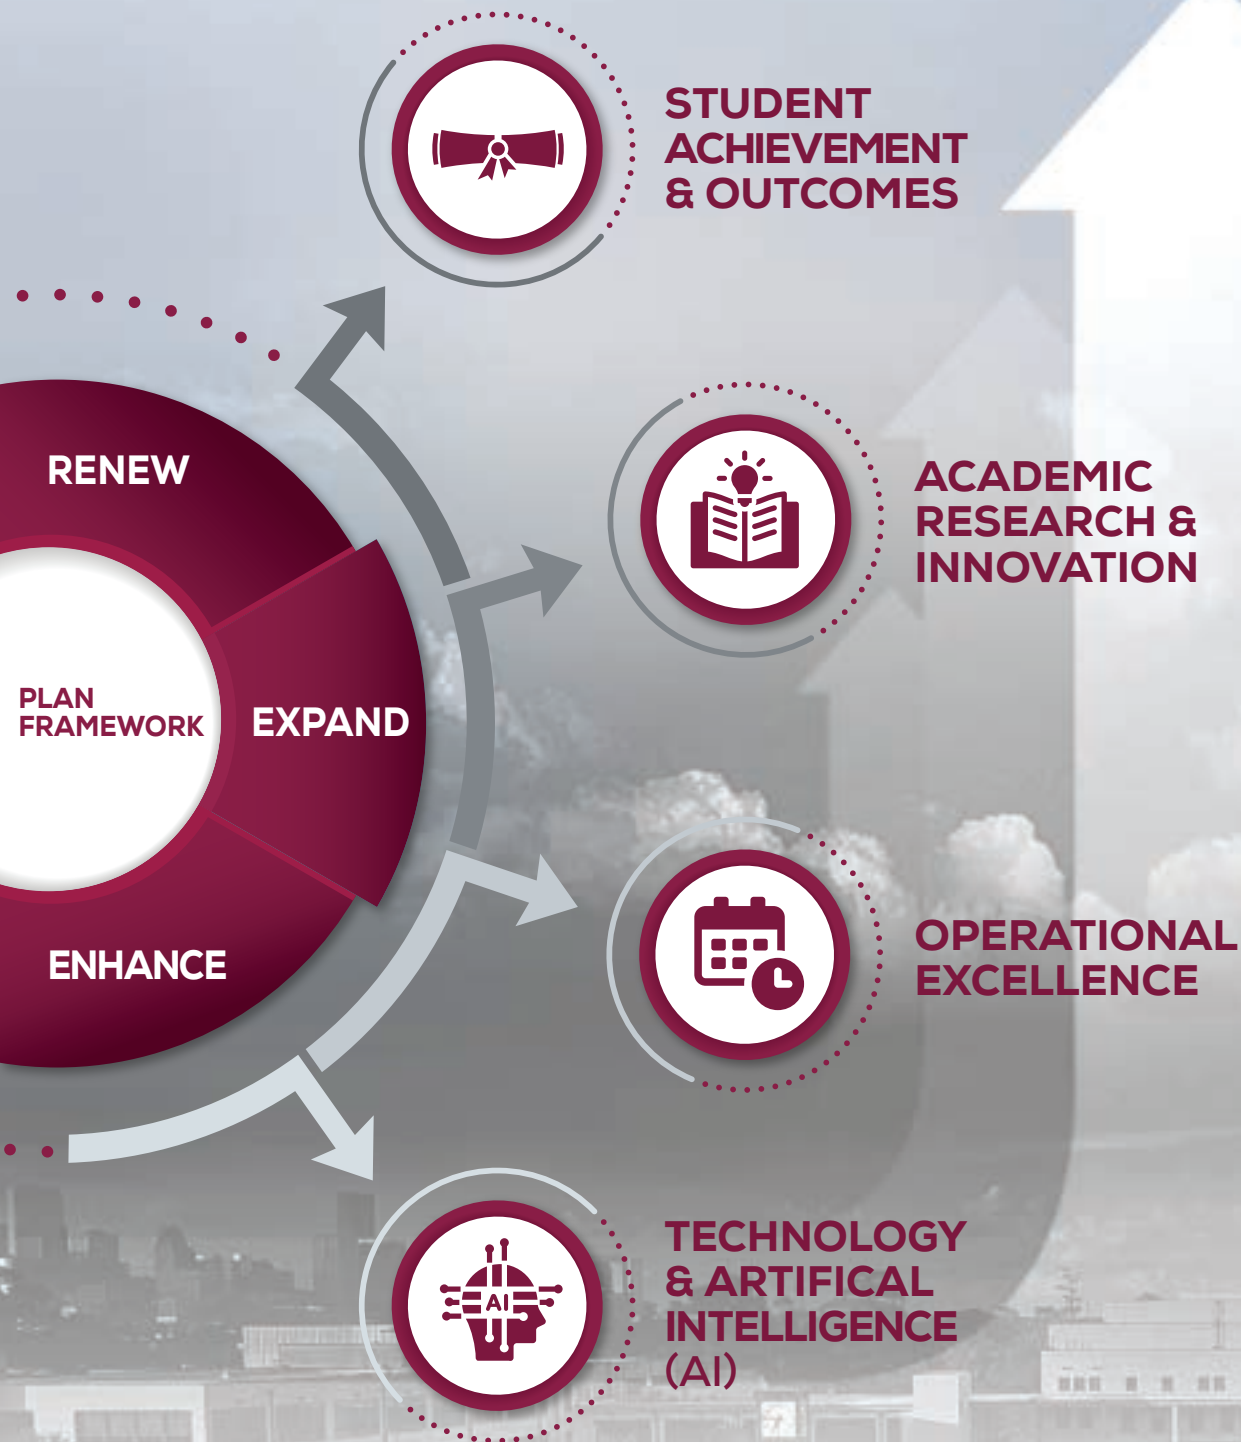 STUDENT
ACHIEVEMENT
& OUTCOMES
RENEW
ACADEMIC
RESEARCH &
INNOVATION
PLAN
FRAMEWORK
EXPAND
ENHANCE
OPERATIONAL
EXCELLENCE
TECHNOLOGY
& ARTIFICAL
INTELLIGENCE
(AI)
AI